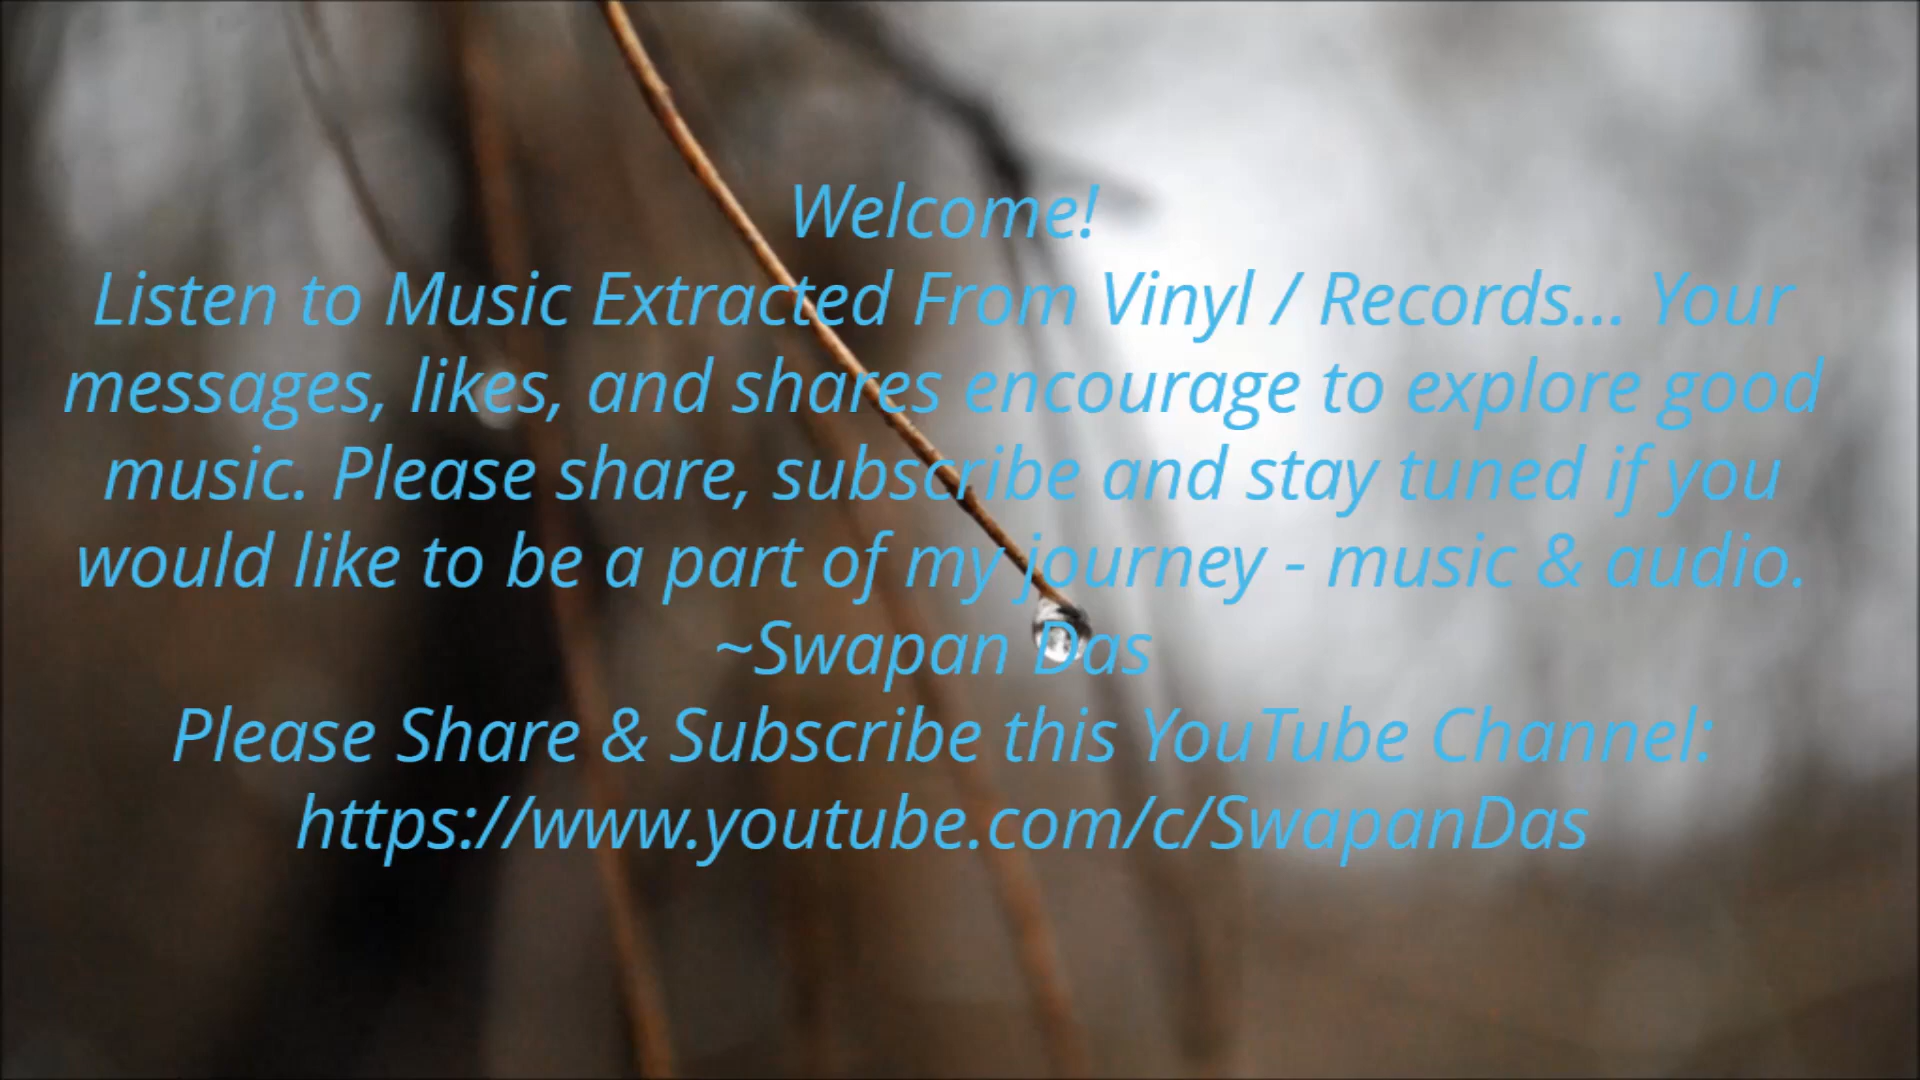 Welcome!
Listen to Music Extracted From Vinyl / Records... Your
messages, likes, and shares encourage to explore good
music. Please share, subscribe and stay tuned if you
would like to be a part of my journey - music & audio.
~Swapan Das
Please Share & Subscribe this YouTube Channel:
https://www.youtube.com/c/SwapanDas